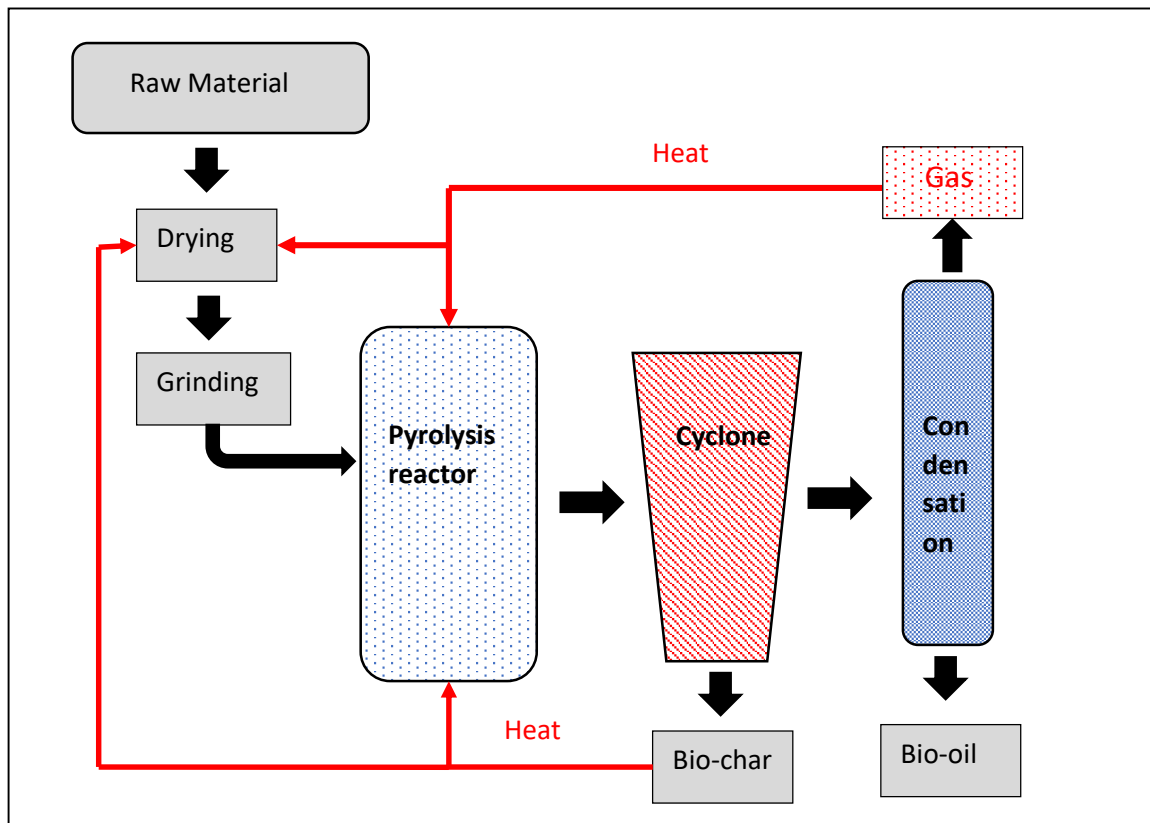 Raw Material
Heat
Gas
Drying
Grinding
Pyrolysis
reactor
Cyclone
Con
den
sati
on
Heat
Bio-char
Bio-oil